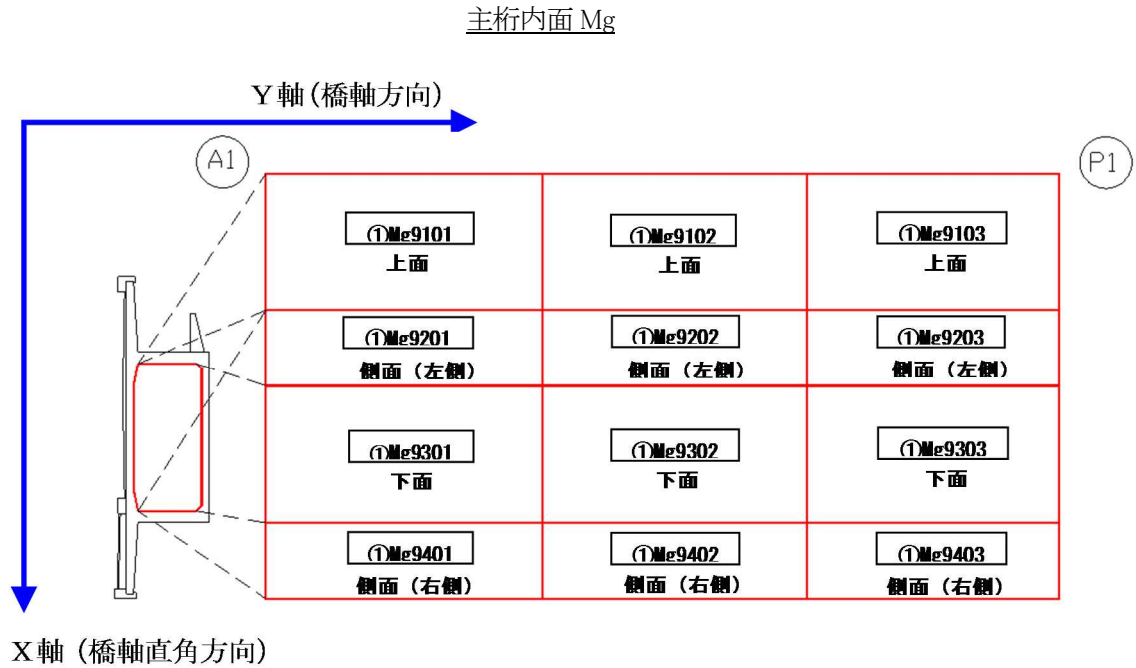 主桁内面 Mg
Y軸(橋軸方向)
A1
P1
①Mg9101
上面
①Mg9102
上面
①Mg9103
上面
①Mg9201
側面（左側）
①Mg9202
側面（左側）
①Mg9203
側面（左側）
①Mg9301
下面
①Mg9302
下面
①Mg9303
下面
①Mg9401
側面（右側）
①Mg9402
側面（右側）
①Mg9403
側面（右側）
X軸（橋軸直角方向）